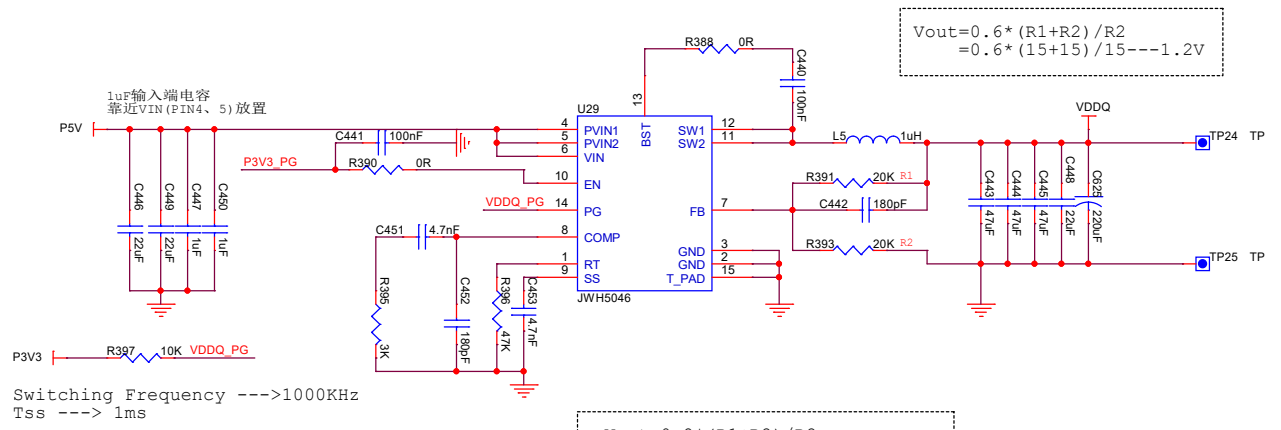 Vout=0.6*(R1+R2)/R2
=0.6*(15+15)/15---1.2V
R388 0R
C440
100nF
1uF输入端电容
靠近VIN(PIN4、5)放置
P5V
C441 100nF
P3V3_PG
R390 0R
C446
22uF
C449
22uF
C447
1uF
C450
1uF
U29
13
BST
4 PVIN1
5 PVIN2
6 VIN
10 EN
VDDQ_PG 14 PG
8 COMP
1 RT
9 SS
SW1 12
SW2 11
FB 7
GND 3
GND 2
T_PAD 15
JWH5046
L5 1uH
VDDQ
TP24 TP
R391 20K R1
C442 180pF
R393 20K R2
C443
47uF
C444
47uF
C445
47uF
C448
22uF
C625
220uF
TP25 TP
C451 4.7nF
R395
3K
C452
180pF
R396
47K
C453
4.7nF
P3V3 R397 10K VDDQ_PG
Switching Frequency --->1000KHz
Tss ---> 1ms